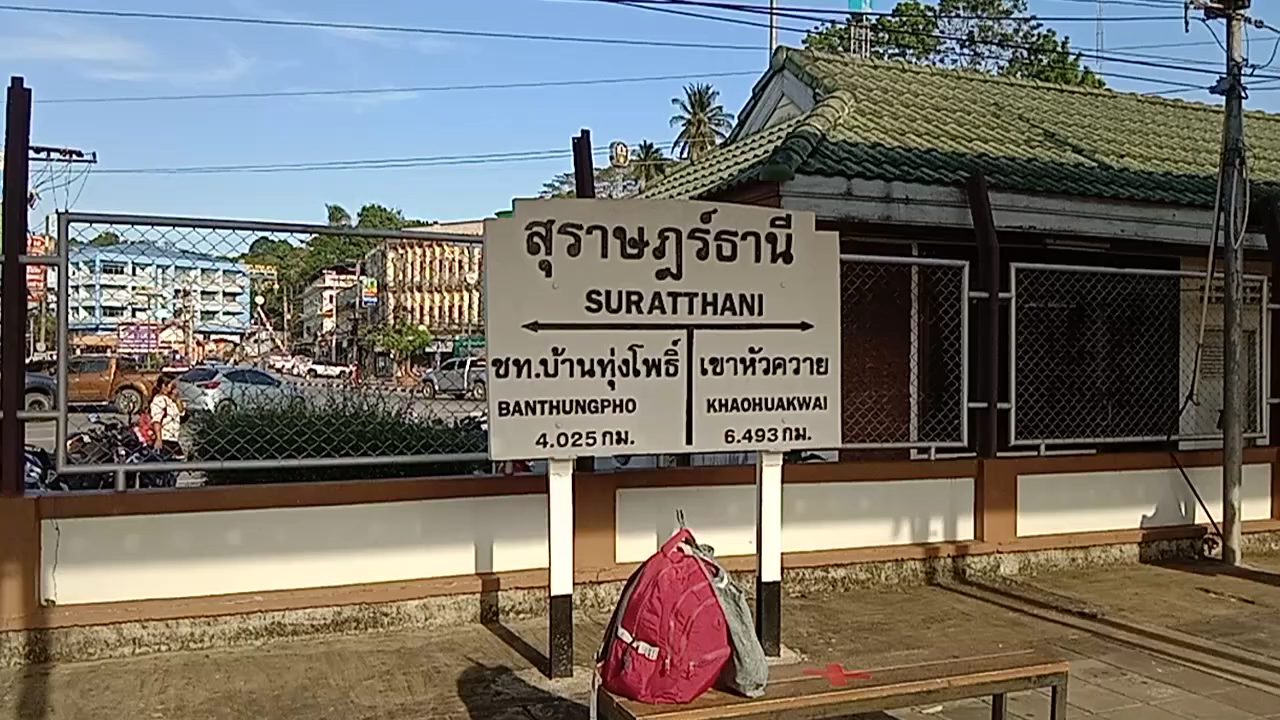 สุราษฎร์ธานี
SURATTHANI
ชท.บ้านทุ่งโพธิ์
BANTHUNGPHO
4.025 กม.
เขาหัวควาย
KHAOHUAKWAI
6.493 กม.